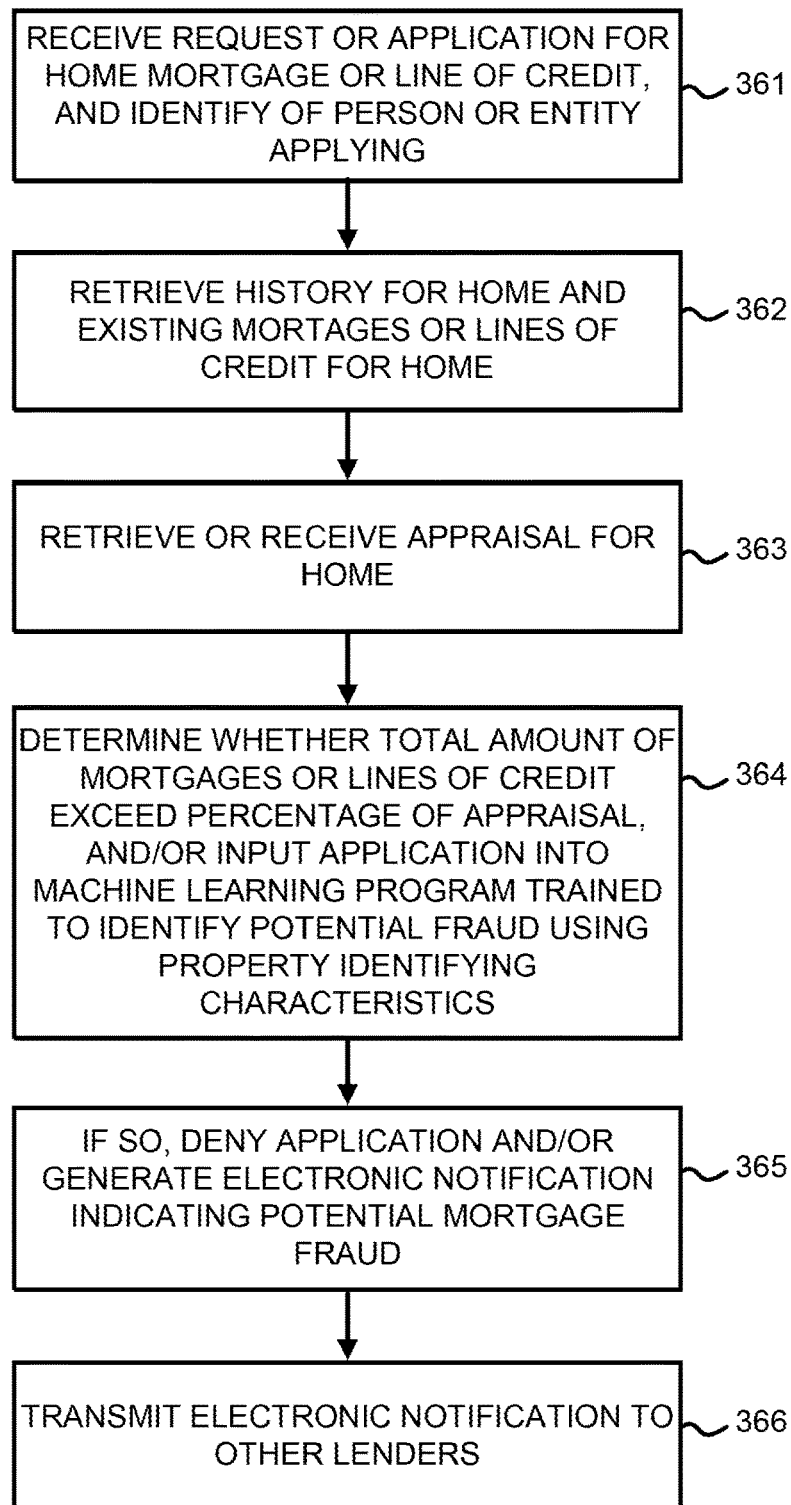 RECEIVE REQUEST OR APPLICATION FOR
HOME MORTGAGE OR LINE OF CREDIT,
AND IDENTIFY OF PERSON OR ENTITY
APPLYING
361
RETRIEVE HISTORY FOR HOME AND
EXISTING MORTAGES OR LINES OF
CREDIT FOR HOME
362
RETRIEVE OR RECEIVE APPRAISAL FOR
HOME
363
DETERMINE WHETHER TOTAL AMOUNT OF
MORTGAGES OR LINES OF CREDIT
EXCEED PERCENTAGE OF APPRAISAL,
AND/OR INPUT APPLICATION INTO
MACHINE LEARNING PROGRAM TRAINED
TO IDENTIFY POTENTIAL FRAUD USING
PROPERTY IDENTIFYING
CHARACTERISTICS
364
IF SO, DENY APPLICATION AND/OR
GENERATE ELECTRONIC NOTIFICATION
INDICATING POTENTIAL MORTGAGE
FRAUD
365
TRANSMIT ELECTRONIC NOTIFICATION TO
OTHER LENDERS
366